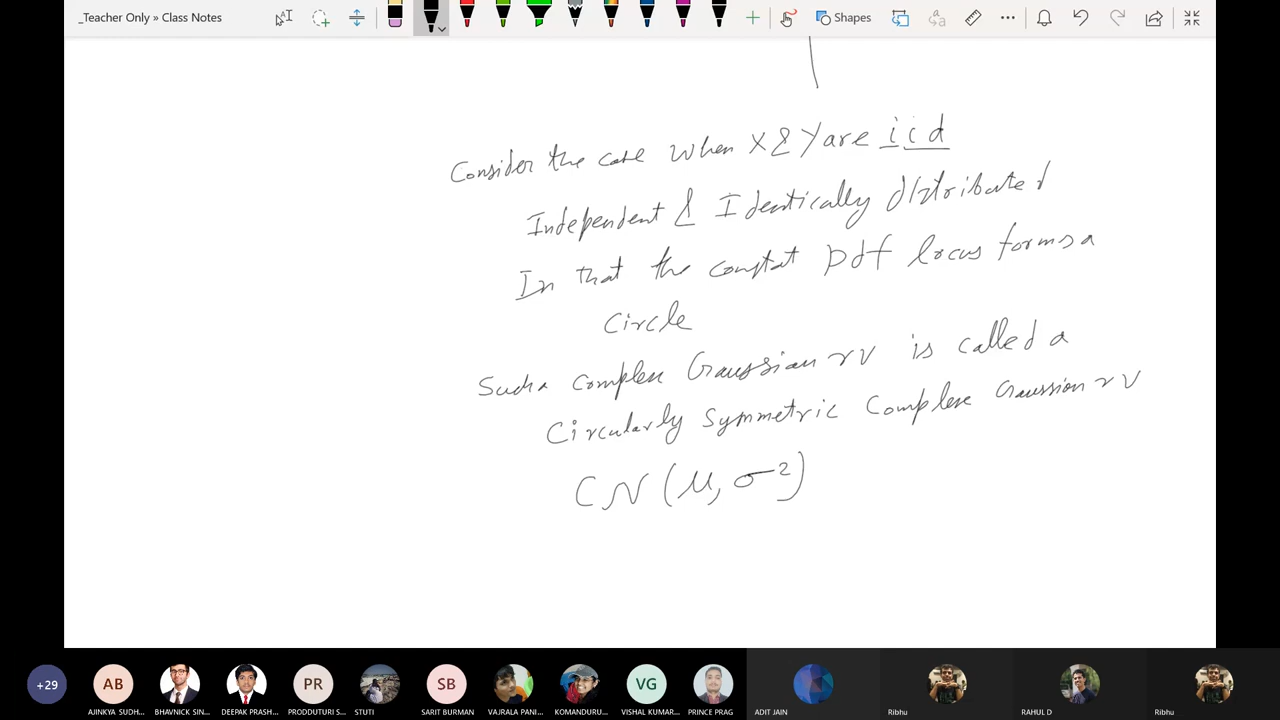 _Teacher Only » Class Notes
Shapes
Consider the case when X & Y are iid
Independent & Identically distributed
In that the constat pdf locus forms a
circle
Such a complex Gaussian rv is called a
Circularly Symmetric Complex Gaussian rv
CN(μ, σ²)
+29
AB
PR
SB
VG
AJINKYA SUDH...
BHAVNICK SIN...
DEEPAK PRASH...
PRODDUTURI S...
STUTI
SARIT BURMAN
VAJRALA PANI...
KOMANDURU...
VISHAL KUMAR...
PRINCE PRAG
ADIT JAIN
Ribhu
RAHUL D
Ribhu